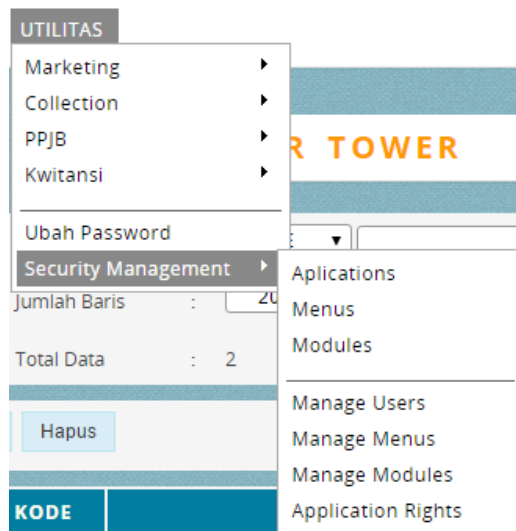 UTILITAS
Marketing
Collection
PPJB
Kwitansi
Ubah Password
Security Management
Aplications
Menus
Modules
Manage Users
Manage Menus
Manage Modules
Application Rights
R TOWER
Jumlah Baris : 20
Total Data : 2
Hapus
KODE